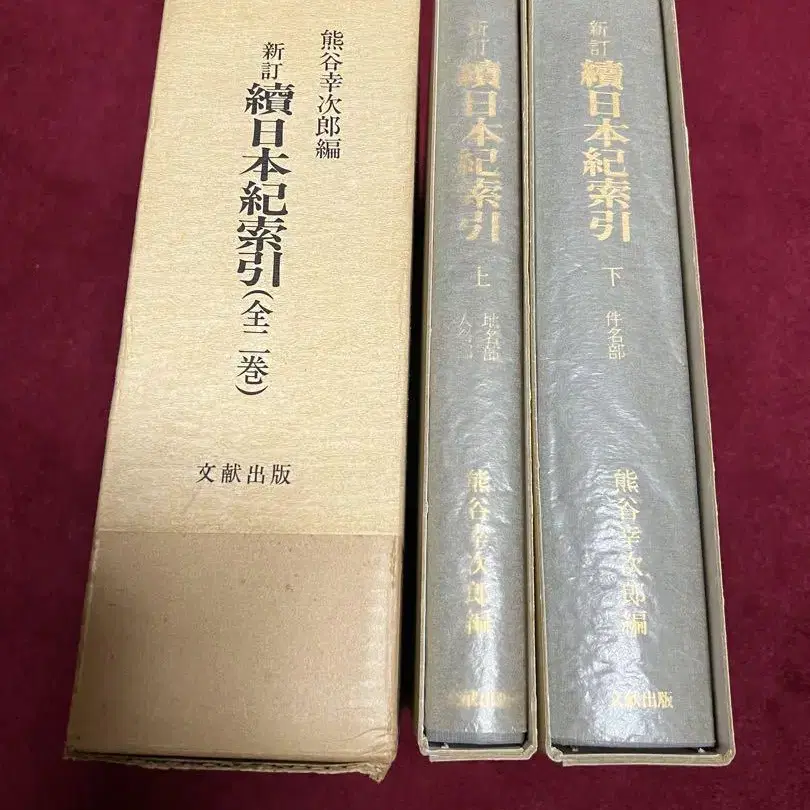 熊谷幸次郎編
新訂 續日本紀索引(全二巻)
文献出版
新訂 續日本紀索引 上
地名部
人名部
熊谷幸次郎編
文献出版
新訂 續日本紀索引 下
件名部
熊谷幸次郎編
文献出版